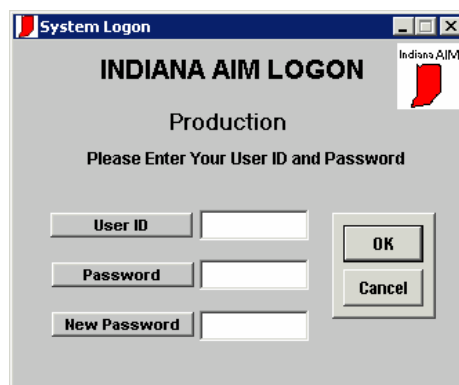 System Logon
INDIANA AIM LOGON
Indiana AIM
Production
Please Enter Your User ID and Password
User ID
OK
Password
Cancel
New Password